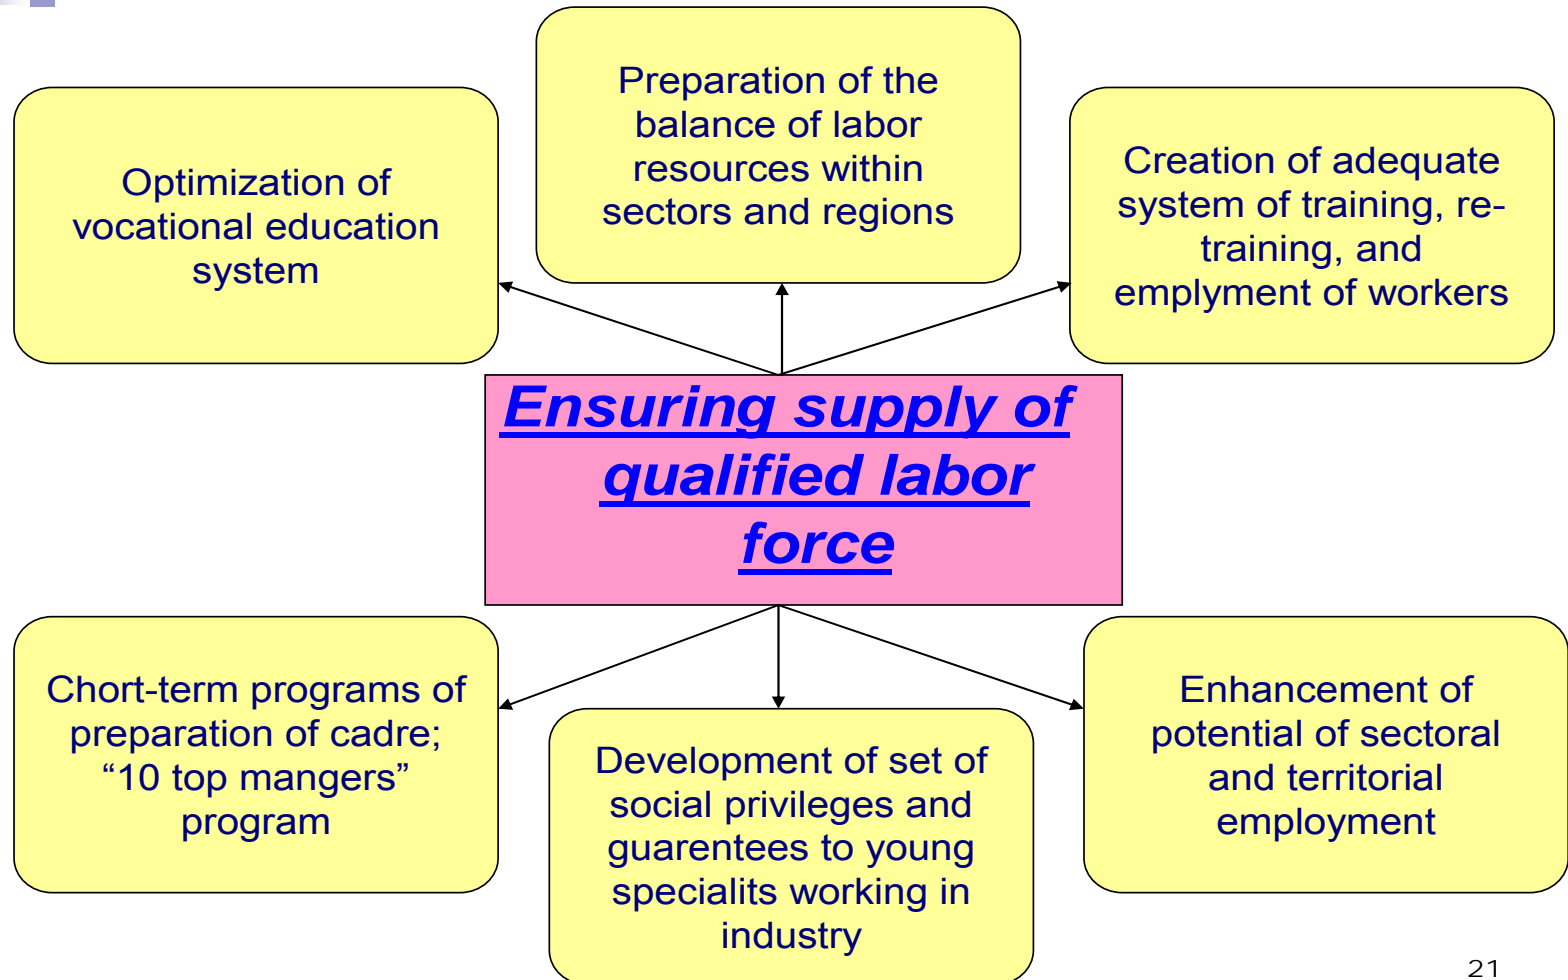 Preparation of the
balance of labor
resources within
sectors and regions
Optimization of
vocational education
system
Creation of adequate
system of training, re-
training, and
emplyment of workers
Ensuring supply of
qualified labor
force
Chort-term programs of
preparation of cadre;
“10 top mangers”
program
Development of set of
social privileges and
guarentees to young
specialits working in
industry
Enhancement of
potential of sectoral
and territorial
employment
21